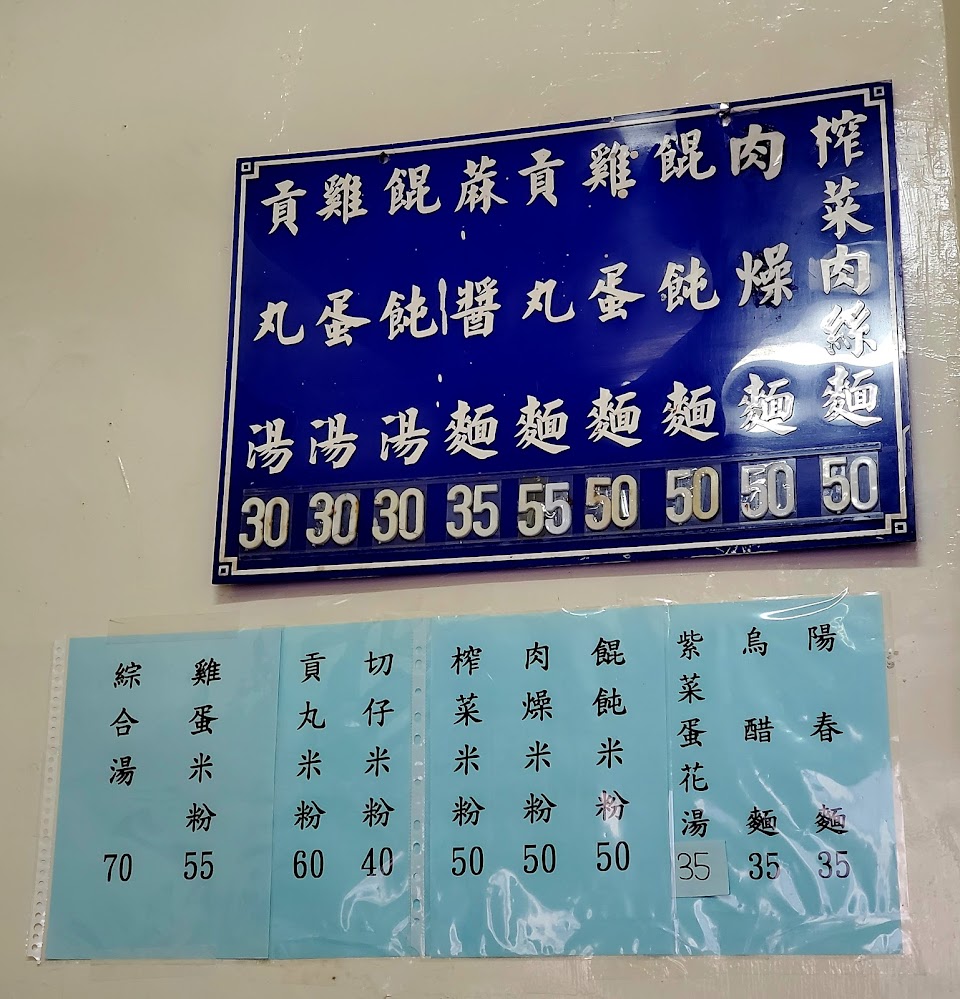 榨菜肉絲麵 50
肉燥麵 50
餛飩麵 50
雞蛋麵 50
貢丸麵 55
蔴醬麵 35
餛飩湯 30
雞蛋湯 30
貢丸湯 30
陽春麵 35
烏醋麵 35
紫菜蛋花湯 35
餛飩米粉 50
肉燥米粉 50
榨菜米粉 50
切仔米粉 40
貢丸米粉 60
雞蛋米粉 55
綜合湯 70